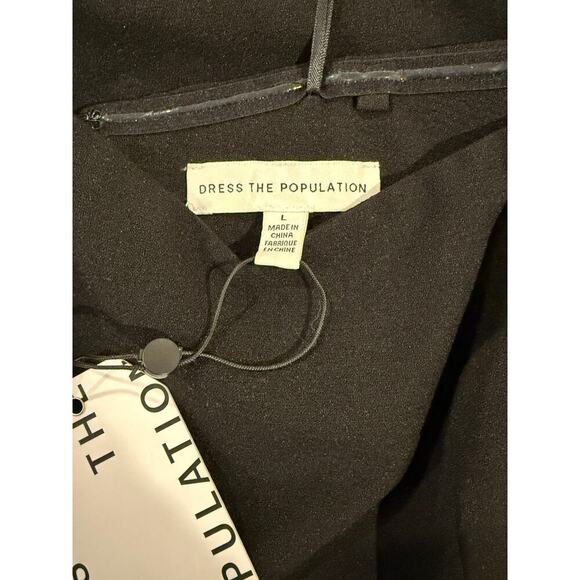 DRESS THE POPULATION
L
MADE IN
CHINA
FABRIQUE
EN CHINE
THE
PULATION